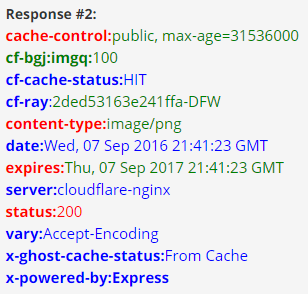 Response #2:
cache-control:public, max-age=31536000
cf-bgj:imgq:100
cf-cache-status:HIT
cf-ray:2ded53163e241ffa-DFW
content-type:image/png
date:Wed, 07 Sep 2016 21:41:23 GMT
expires:Thu, 07 Sep 2017 21:41:23 GMT
server:cloudflare-nginx
status:200
vary:Accept-Encoding
x-ghost-cache-status:From Cache
x-powered-by:Express